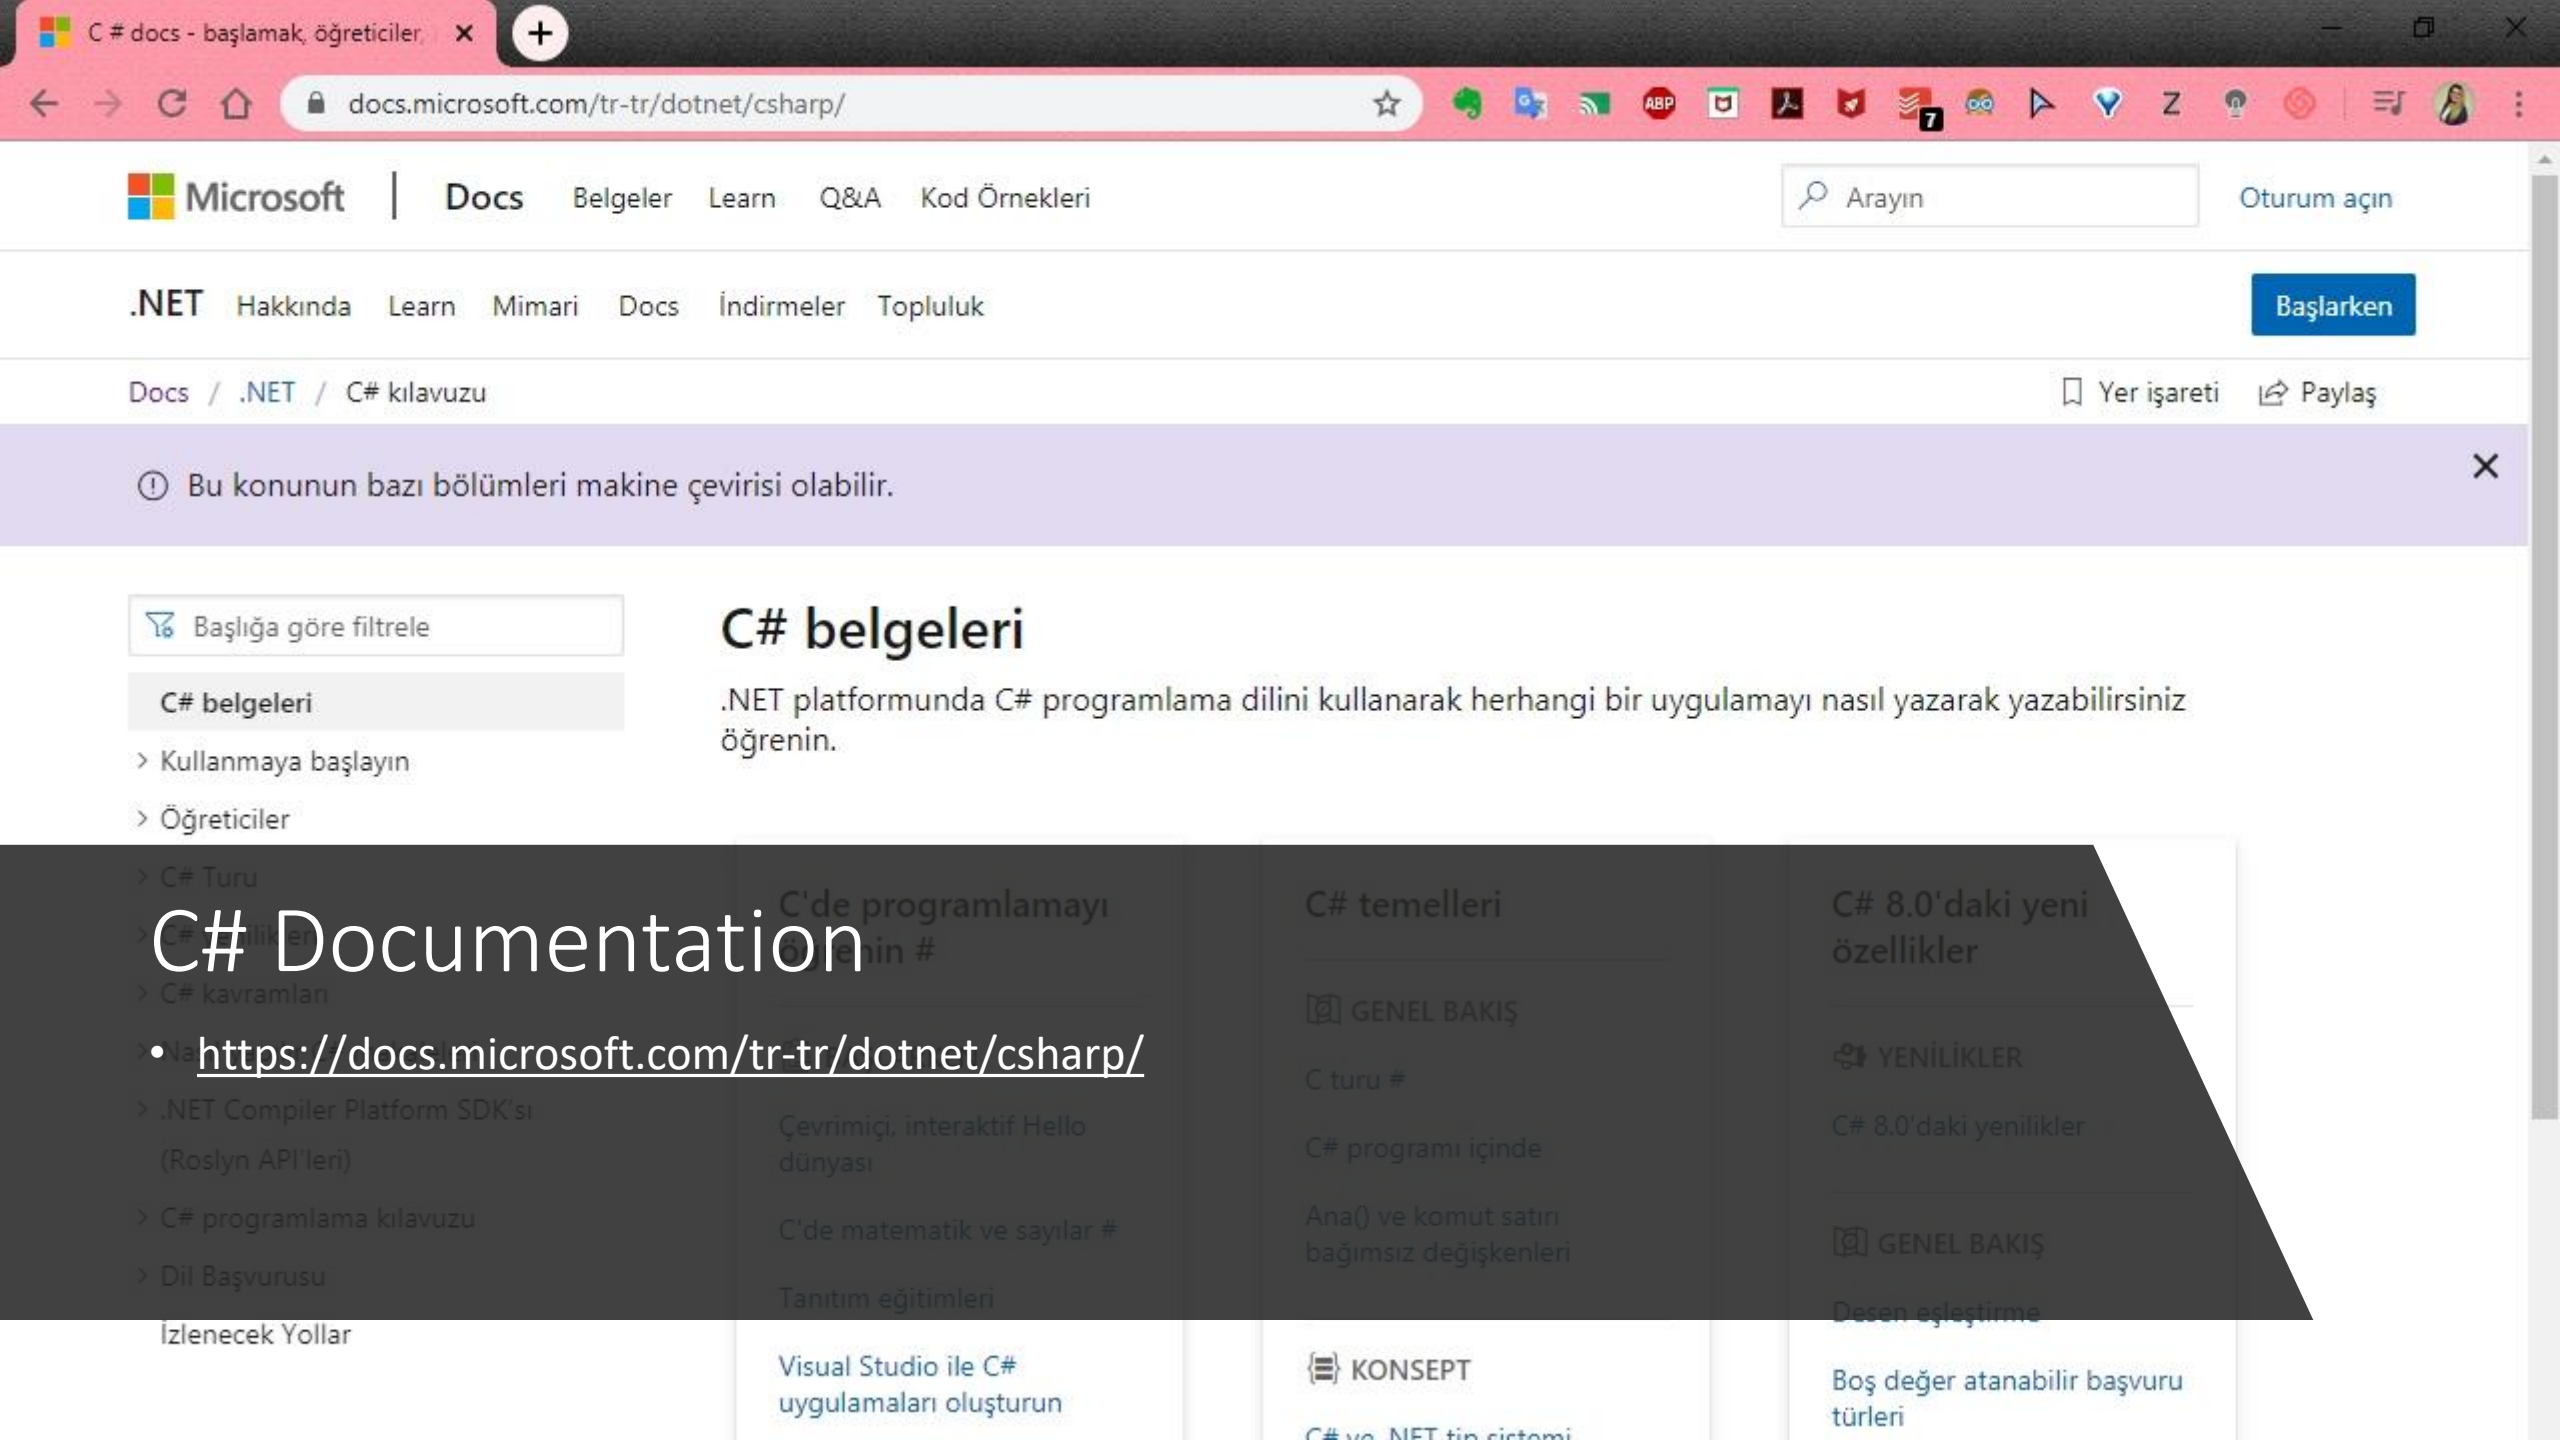 C # docs - başlamak, öğreticiler,
docs.microsoft.com/tr-tr/dotnet/csharp/
ABP
7
Z
Microsoft | Docs Belgeler Learn Q&A Kod Örnekleri
Arayın
Oturum açın
.NET Hakkında Learn Mimari Docs İndirmeler Topluluk
Başlarken
Docs / .NET / C# kılavuzu
Yer işareti Paylaş
Bu konunun bazı bölümleri makine çevirisi olabilir.
Başlığa göre filtrele
C# belgeleri
Kullanmaya başlayın
Öğreticiler
C# Turu
C# kavramları
.NET Compiler Platform SDK'sı
(Roslyn API'leri)
C# programlama kılavuzu
Dil Başvurusu
İzlenecek Yollar
C# belgeleri
.NET platformunda C# programlama dilini kullanarak herhangi bir uygulamayı nasıl yazarak yazabilirsiniz
öğrenin.
C# Documentation
• https://docs.microsoft.com/tr-tr/dotnet/csharp/
C'de programlamayı
öğrenin #
Çevrimiçi, interaktif Hello
dünyası
C'de matematik ve sayılar #
Tanıtım eğitimleri
Visual Studio ile C#
uygulamaları oluşturun
C# temelleri
GENEL BAKIŞ
C turu #
C# programı içinde
Ana() ve komut satırı
bağımsız değişkenleri
KONSEPT
C# ve .NET tip sistemi
C# 8.0'daki yeni
özellikler
YENİLİKLER
C# 8.0'daki yenilikler
GENEL BAKIŞ
Desen eşleştirme
Boş değer atanabilir başvuru
türleri